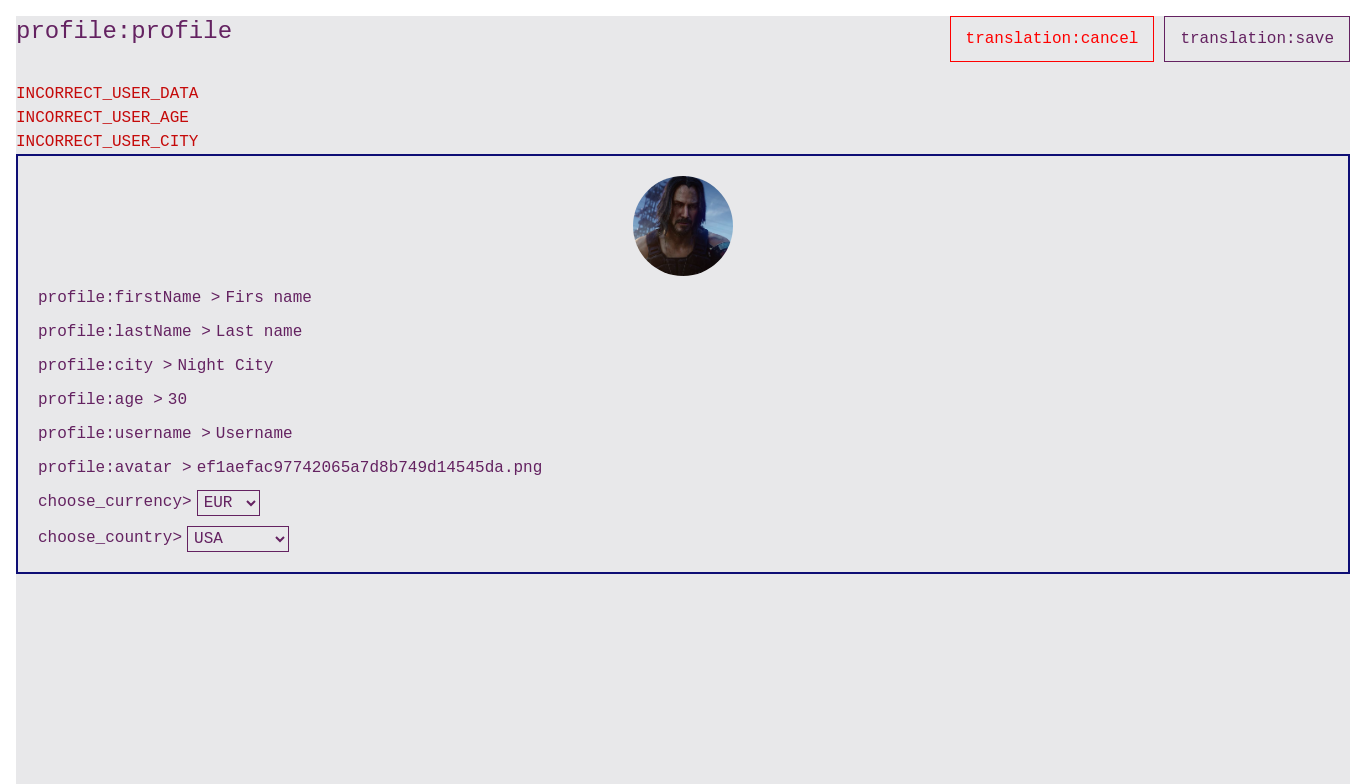 profile:profile
translation:cancel
translation:save
INCORRECT_USER_DATA
INCORRECT_USER_AGE
INCORRECT_USER_CITY
profile:firstName > Firs name
profile:lastName > Last name
profile:city > Night City
profile:age > 30
profile:username > Username
profile:avatar > ef1aefac97742065a7d8b749d14545da.png
choose_currency> EUR
choose_country> USA